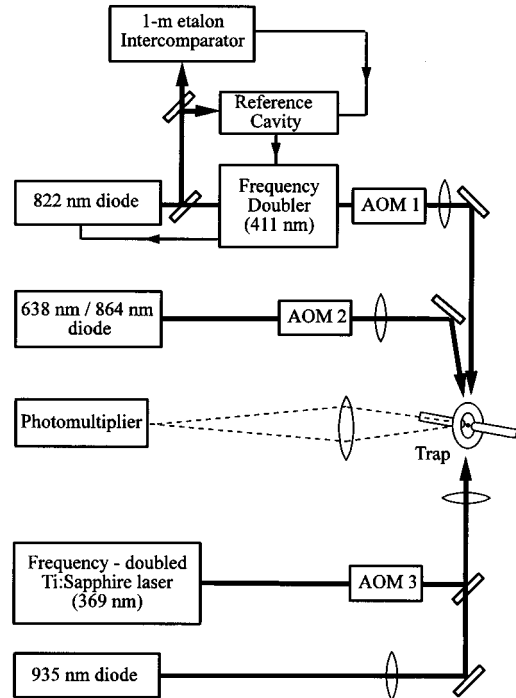 1-m etalon
Intercomparator
Reference
Cavity
822 nm diode
Frequency
Doubler
(411 nm)
AOM 1
638 nm / 864 nm
diode
AOM 2
Photomultiplier
Trap
Frequency - doubled
Ti:Sapphire laser
(369 nm)
AOM 3
935 nm diode